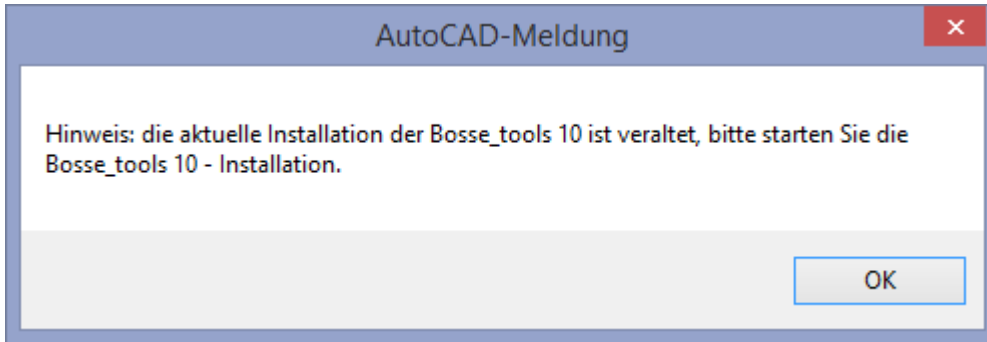 AutoCAD-Meldung
Hinweis: die aktuelle Installation der Bosse_tools 10 ist veraltet, bitte starten Sie die
Bosse_tools 10 - Installation.
OK